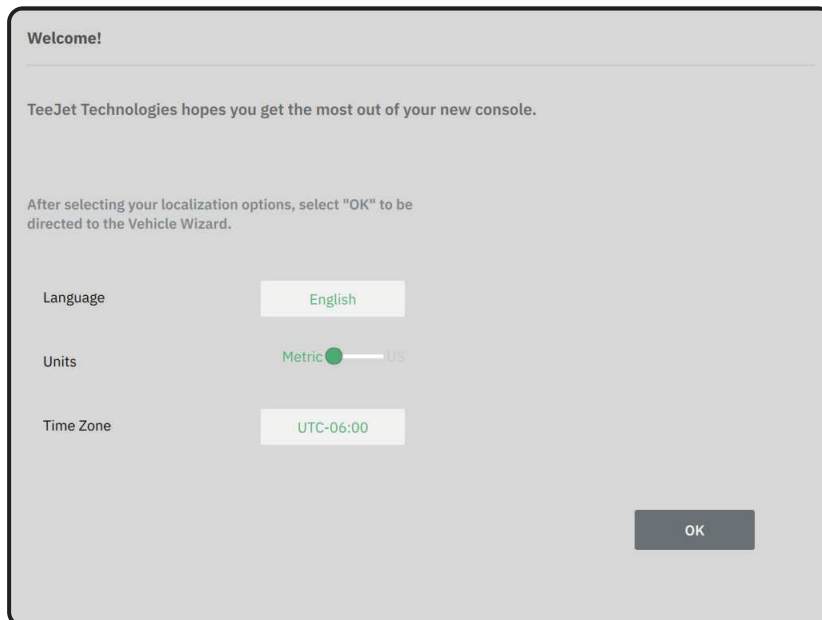 Welcome!
TeeJet Technologies hopes you get the most out of your new console.
After selecting your localization options, select "OK" to be
directed to the Vehicle Wizard.
Language English
Units Metric US
Time Zone UTC-06:00
OK